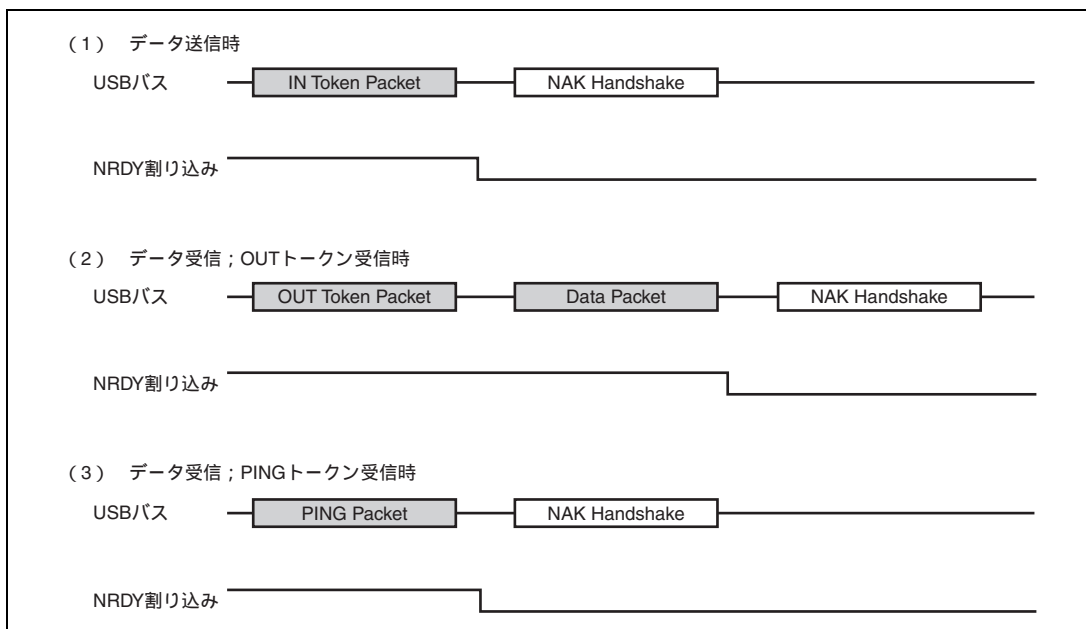 (1) データ送信時
USBバス IN Token Packet NAK Handshake
NRDY割り込み
(2) データ受信；OUTトークン受信時
USBバス OUT Token Packet Data Packet NAK Handshake
NRDY割り込み
(3) データ受信；PINGトークン受信時
USBバス PING Packet NAK Handshake
NRDY割り込み